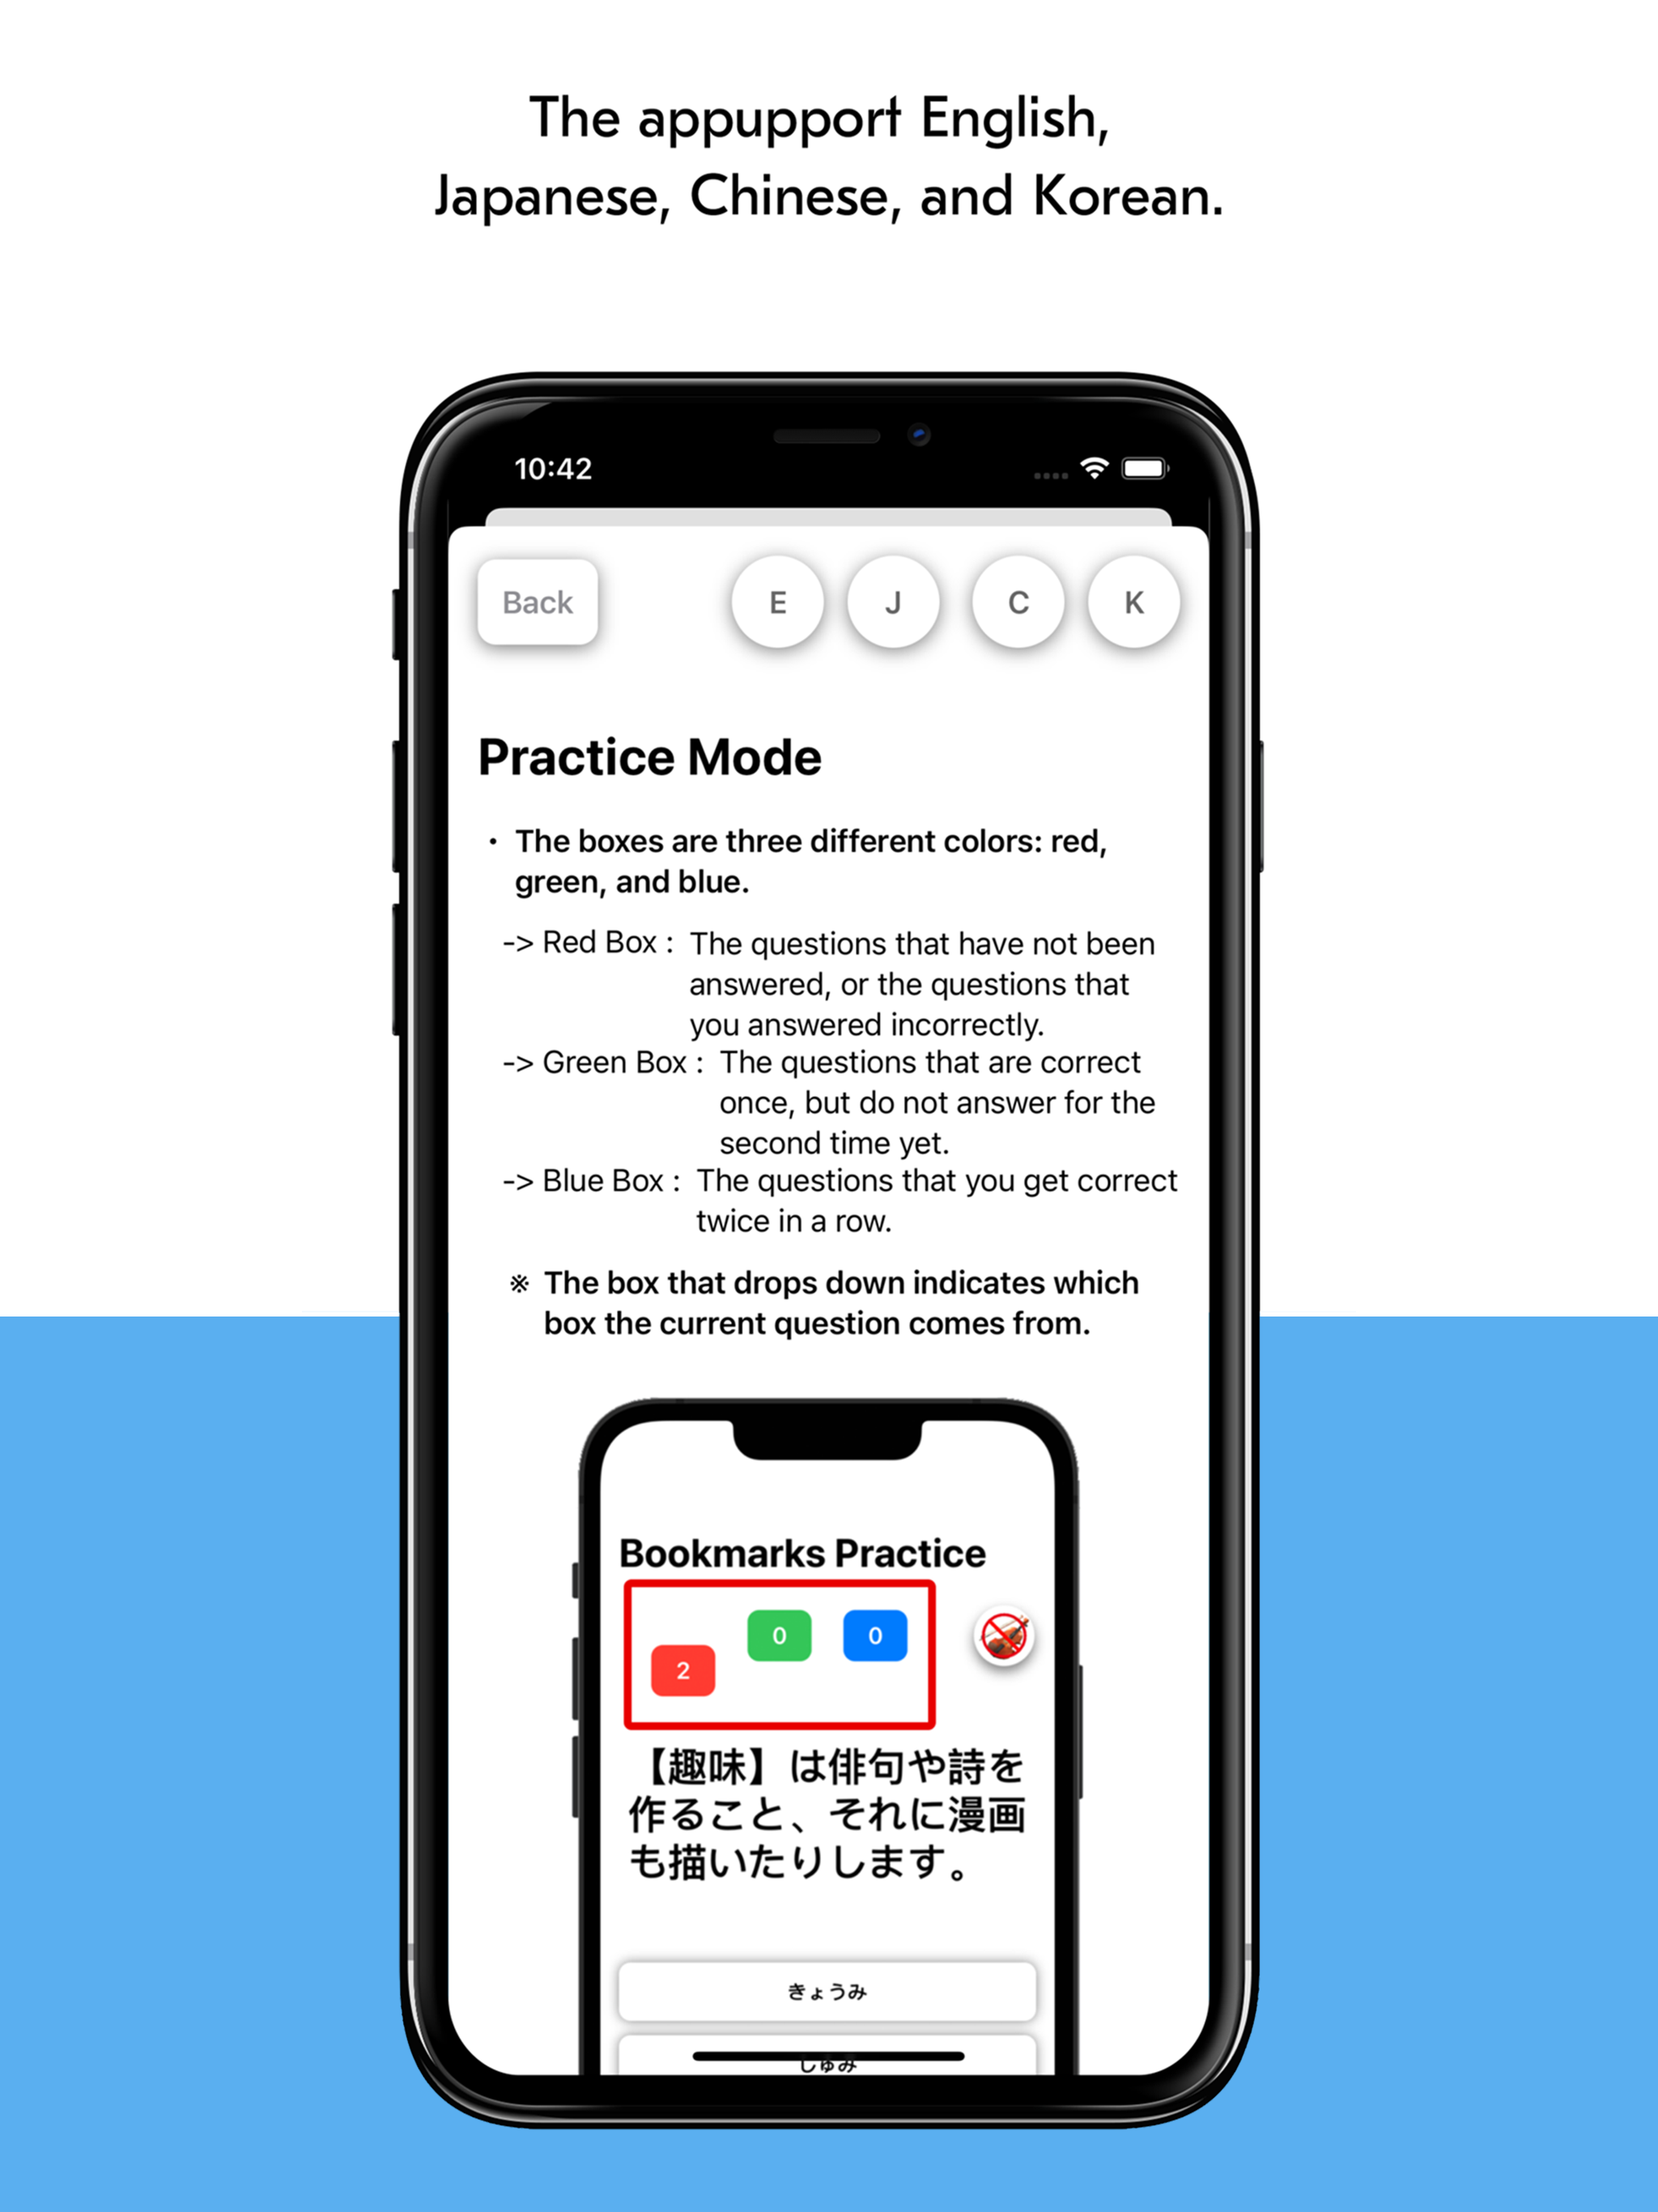 The appupport English,
Japanese, Chinese, and Korean.
10:42
Back E J C K
Practice Mode
・ The boxes are three different colors: red,
green, and blue.
-> Red Box : The questions that have not been
answered, or the questions that
you answered incorrectly.
-> Green Box : The questions that are correct
once, but do not answer for the
second time yet.
-> Blue Box : The questions that you get correct
twice in a row.
※ The box that drops down indicates which
box the current question comes from.
Bookmarks Practice
2 0 0
【趣味】は俳句や詩を
作ること、それに漫画
も描いたりします。
きょうみ
しゅみ